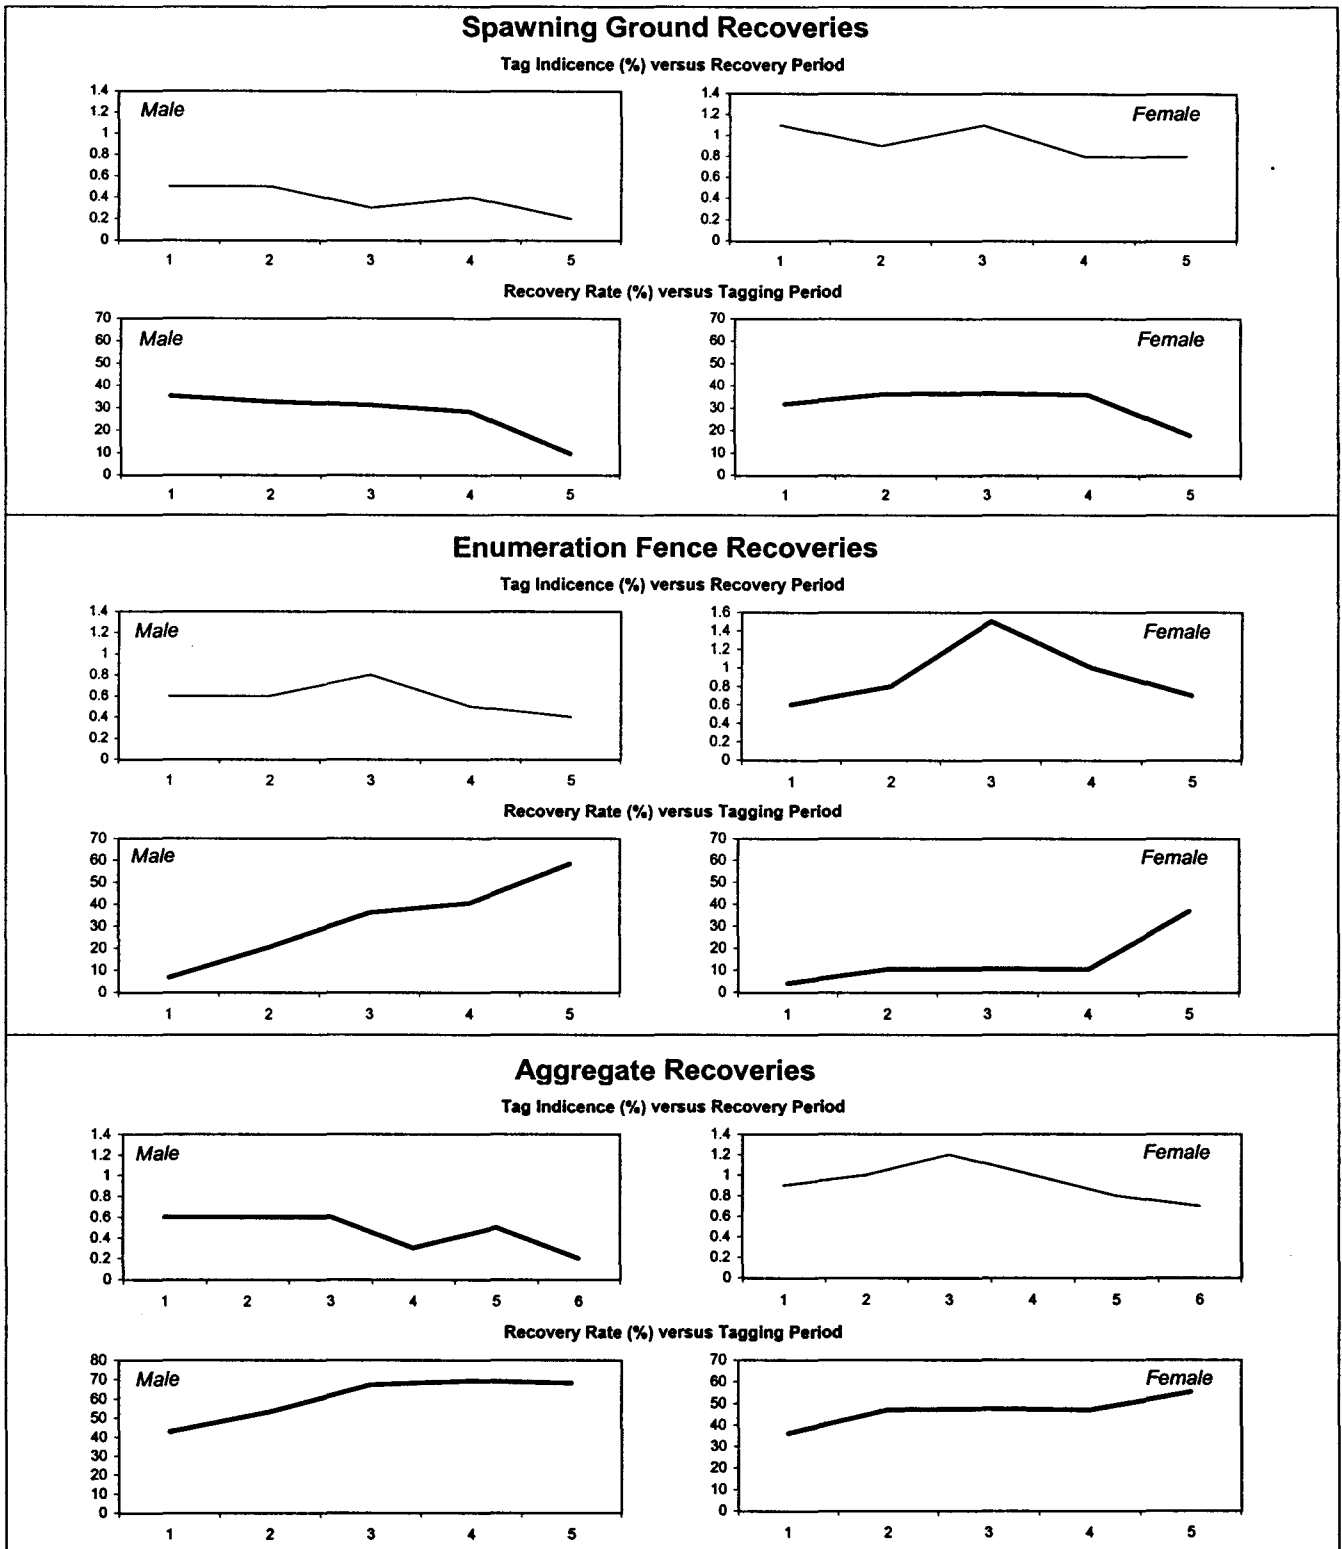 Spawning Ground Recoveries
Tag Indicence (%) versus Recovery Period
Male
1.4
1.2
1
0.8
0.6
0.4
0.2
0
1 2 3 4 5
Female
1.4
1.2
1
0.8
0.6
0.4
0.2
0
1 2 3 4 5
Recovery Rate (%) versus Tagging Period
Male
70
60
50
40
30
20
10
0
1 2 3 4 5
Female
70
60
50
40
30
20
10
0
1 2 3 4 5
Enumeration Fence Recoveries
Tag Indicence (%) versus Recovery Period
Male
1.4
1.2
1
0.8
0.6
0.4
0.2
0
1 2 3 4 5
Female
1.6
1.4
1.2
1
0.8
0.6
0.4
0.2
0
1 2 3 4 5
Recovery Rate (%) versus Tagging Period
Male
70
60
50
40
30
20
10
0
1 2 3 4 5
Female
70
60
50
40
30
20
10
0
1 2 3 4 5
Aggregate Recoveries
Tag Indicence (%) versus Recovery Period
Male
1.4
1.2
1
0.8
0.6
0.4
0.2
0
1 2 3 4 5 6
Female
1.4
1.2
1
0.8
0.6
0.4
0.2
0
1 2 3 4 5 6
Recovery Rate (%) versus Tagging Period
Male
80
70
60
50
40
30
20
10
0
1 2 3 4 5
Female
70
60
50
40
30
20
10
0
1 2 3 4 5